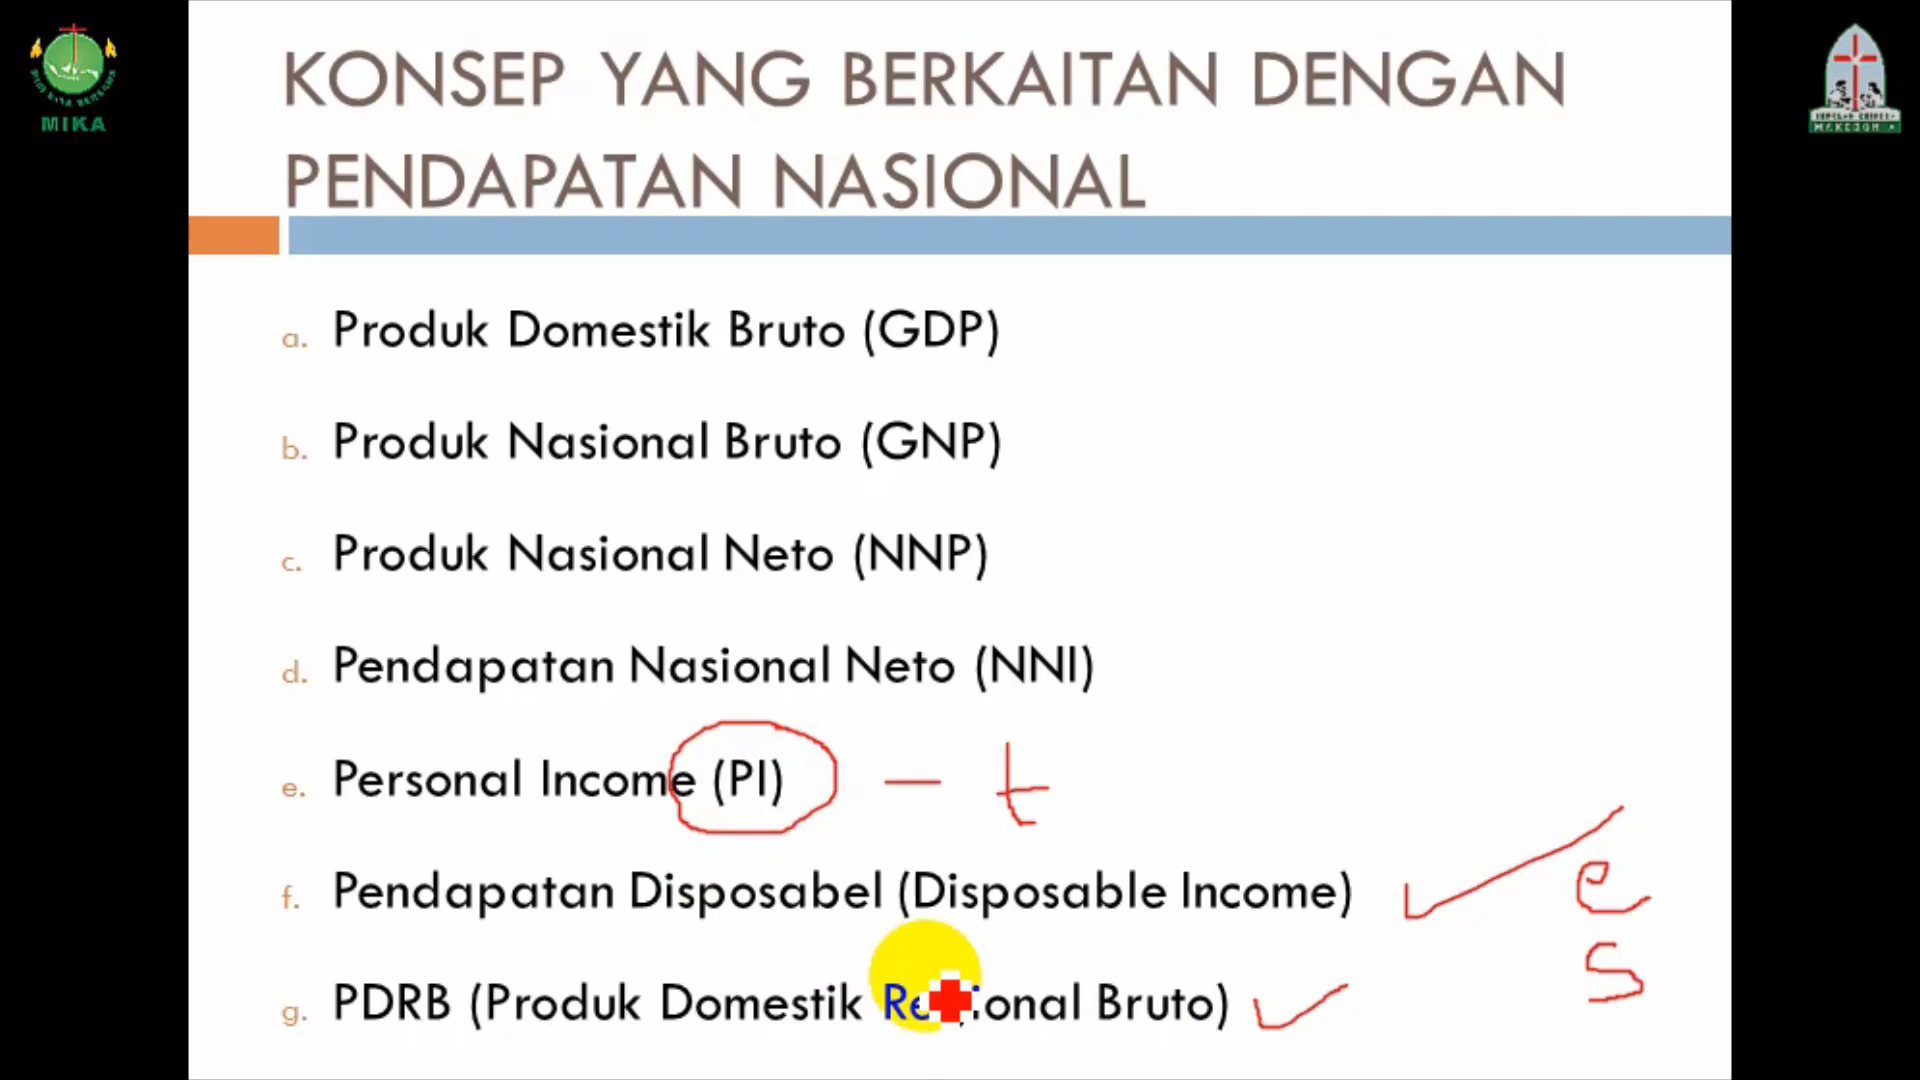 KONSEP YANG BERKAITAN DENGAN
PENDAPATAN NASIONAL
a. Produk Domestik Bruto (GDP)
b. Produk Nasional Bruto (GNP)
c. Produk Nasional Neto (NNP)
d. Pendapatan Nasional Neto (NNI)
e. Personal Income (PI) — t
f. Pendapatan Disposabel (Disposable Income)
e
s
g. PDRB (Produk Domestik Regional Bruto)
MIKA